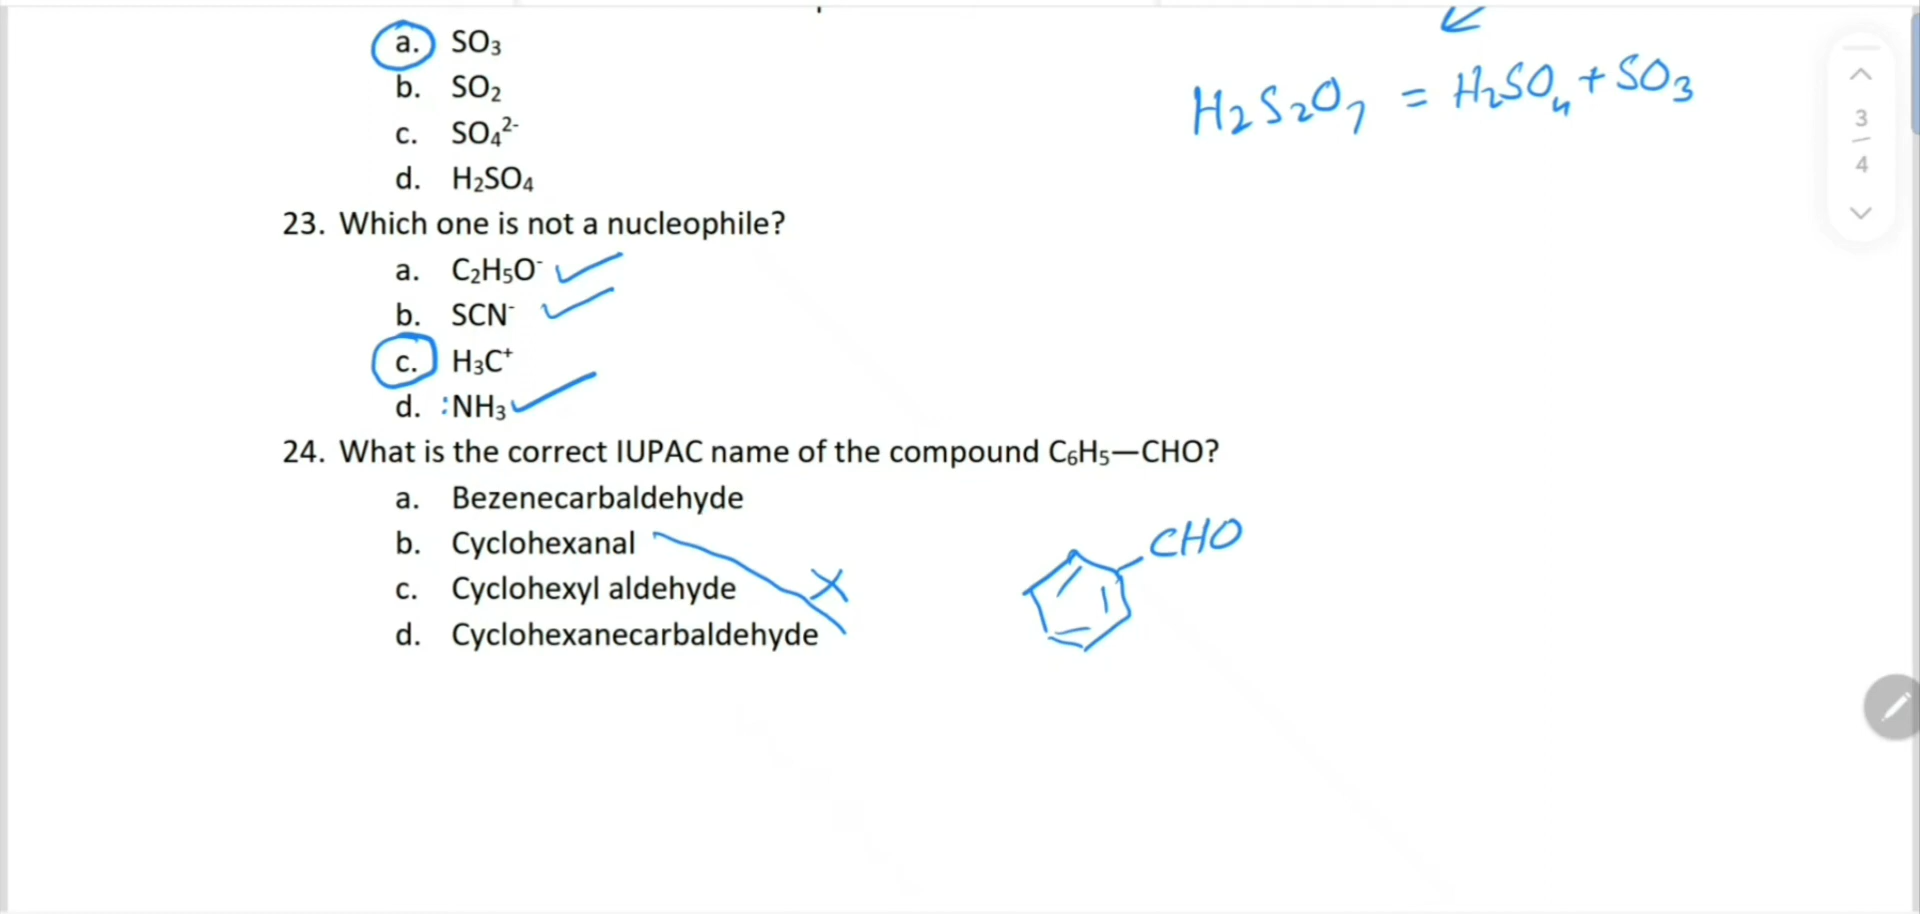 a. SO₃
b. SO₂
c. SO₄²⁻
d. H₂SO₄
H₂S₂O₇ = H₂SO₄ + SO₃
3
4
23. Which one is not a nucleophile?
a. C₂H₅O⁻
b. SCN⁻
c. H₃C⁺
d. :NH₃
24. What is the correct IUPAC name of the compound C₆H₅—CHO?
a. Bezenecarbaldehyde
b. Cyclohexanal
c. Cyclohexyl aldehyde
d. Cyclohexanecarbaldehyde
CHO